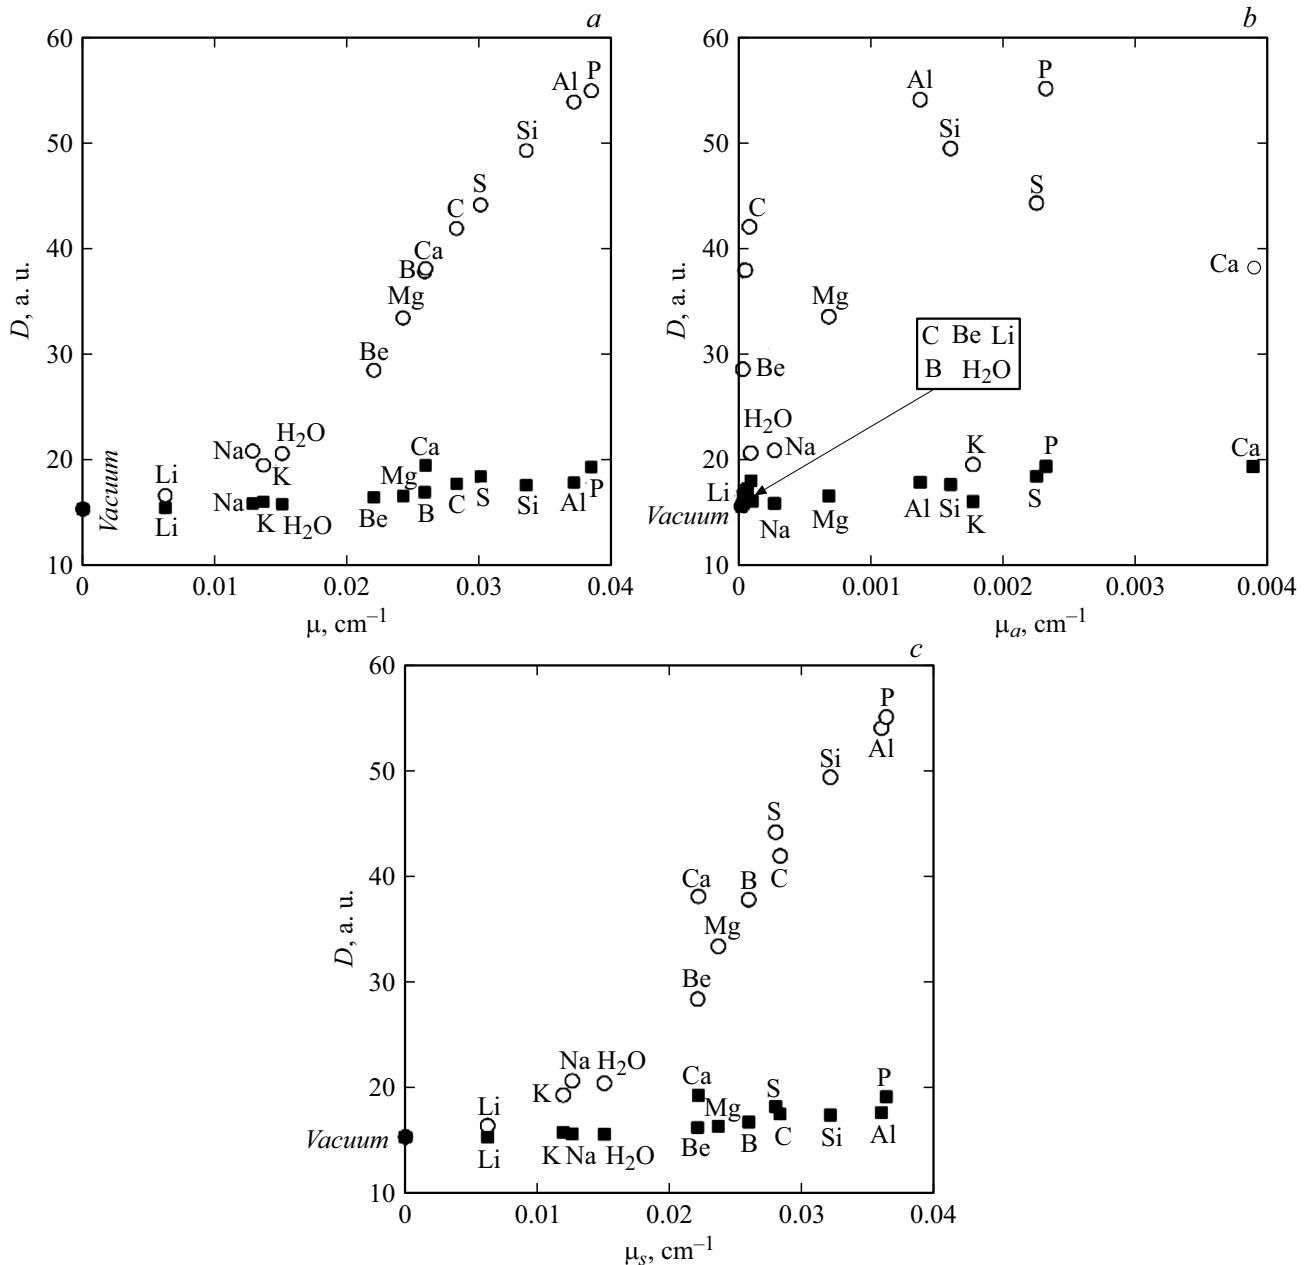 a
60
50
40
30
20
10
D, a. u.
P
Al
Si
S
C
Ca
Be
Mg
Be
H₂O
Na
K
Li
Vacuum
Li
Na
K
H₂O
Be
Mg
Ca
B
C
S
Si
Al
P
0
0.01
0.02
0.03
0.04
μ, cm⁻¹
b
60
50
40
30
20
10
D, a. u.
P
Al
Si
S
C
Ca
Mg
C Be Li
B H₂O
Be
H₂O
Na
K
P
Ca
Li
Vacuum
Na
Mg
Al
Si
K
S
0
0.001
0.002
0.003
0.004
μₐ, cm⁻¹
c
60
50
40
30
20
10
D, a. u.
P
Al
Si
S
C
B
Ca
Mg
Be
Na H₂O
K
Li
Vacuum
Li
K Na H₂O
Ca
Mg
Be
B
S
C
Si
P
Al
0
0.01
0.02
0.03
0.04
μₛ, cm⁻¹